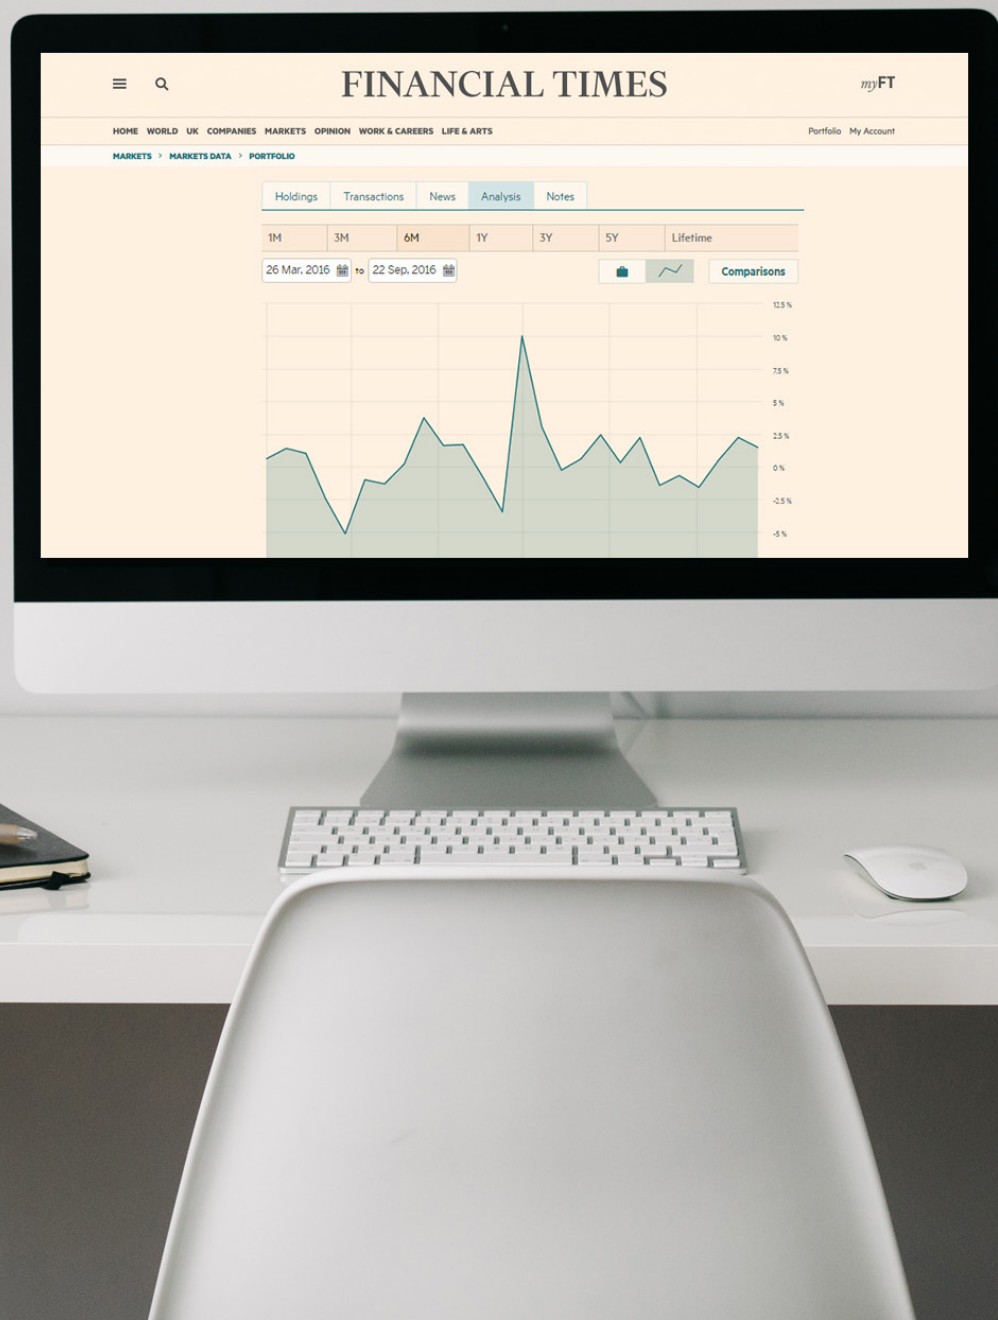 FINANCIAL TIMES
myFT
HOME WORLD UK COMPANIES MARKETS OPINION WORK & CAREERS LIFE & ARTS
Portfolio My Account
MARKETS > MARKETS DATA > PORTFOLIO
Holdings Transactions News Analysis Notes
1M 3M 6M 1Y 3Y 5Y Lifetime
26 Mar, 2016 to 22 Sep, 2016
Comparisons
12.5 %
10 %
7.5 %
5 %
2.5 %
0 %
-2.5 %
-5 %